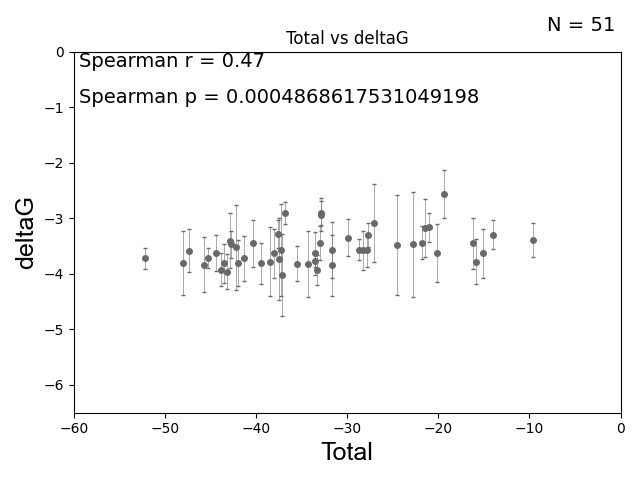 N = 51
Total vs deltaG
Spearman r = 0.47
Spearman p = 0.0004868617531049198
deltaG
0
−1
−2
−3
−4
−5
−6
−60 −50 −40 −30 −20 −10 0
Total